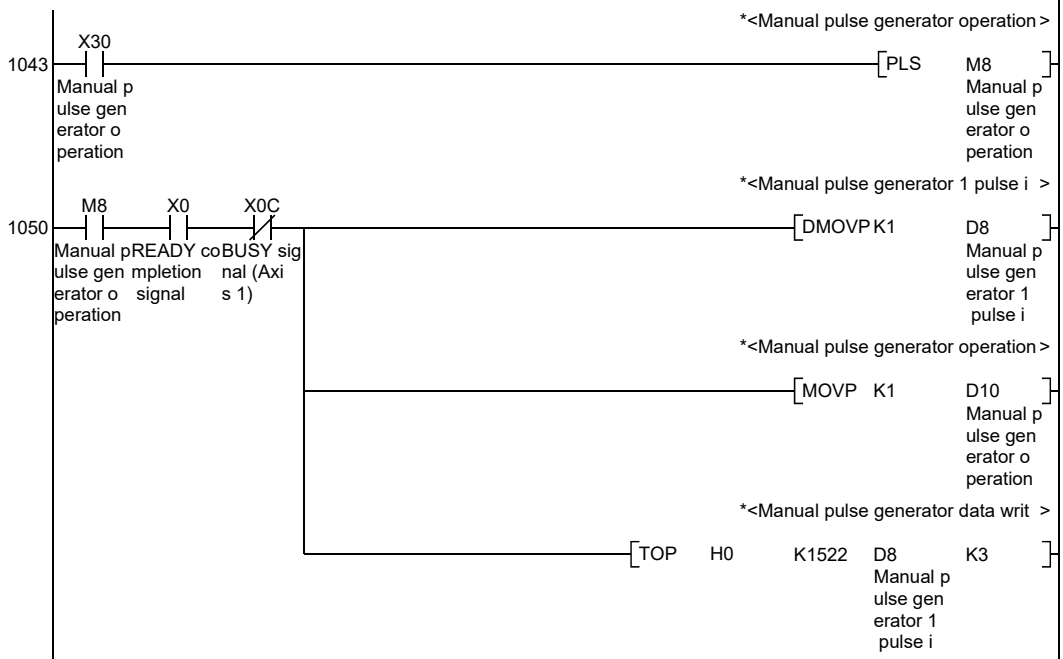 *<Manual pulse generator operation>
X30
1043
PLS M8
Manual p Manual p
ulse gen ulse gen
erator o erator o
peration peration
*<Manual pulse generator 1 pulse i >
M8 X0 X0C
1050
DMOVP K1 D8
Manual p READY co BUSY sig Manual p
ulse gen mpletion nal (Axi ulse gen
erator o signal s 1) erator 1
peration pulse i
*<Manual pulse generator operation>
MOVP K1 D10
Manual p
ulse gen
erator o
peration
*<Manual pulse generator data writ >
TOP H0 K1522 D8 K3
Manual p
ulse gen
erator 1
pulse i